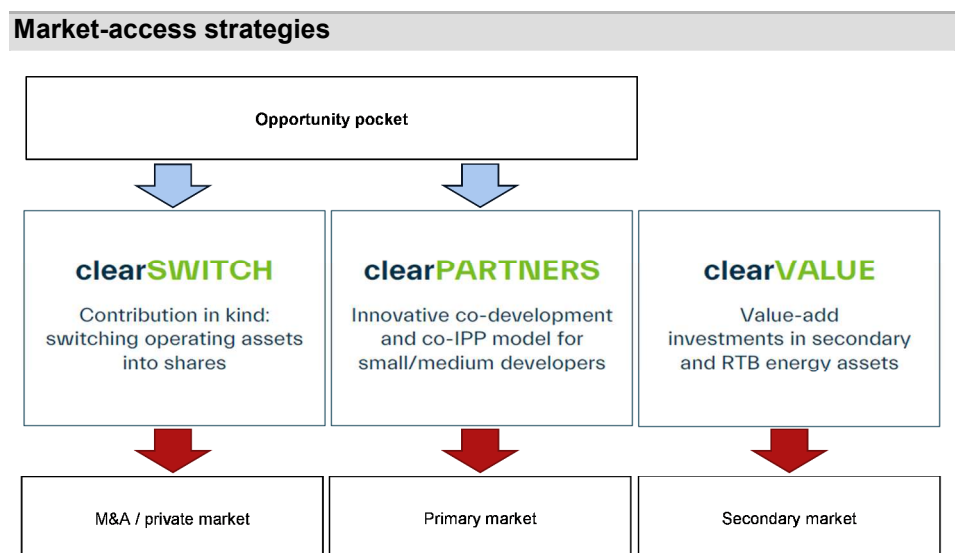 Market-access strategies
Opportunity pocket
clearSWITCH
Contribution in kind:
switching operating assets
into shares
clearPARTNERS
Innovative co-development
and co-IPP model for
small/medium developers
clearVALUE
Value-add
investments in secondary
and RTB energy assets
M&A / private market
Primary market
Secondary market